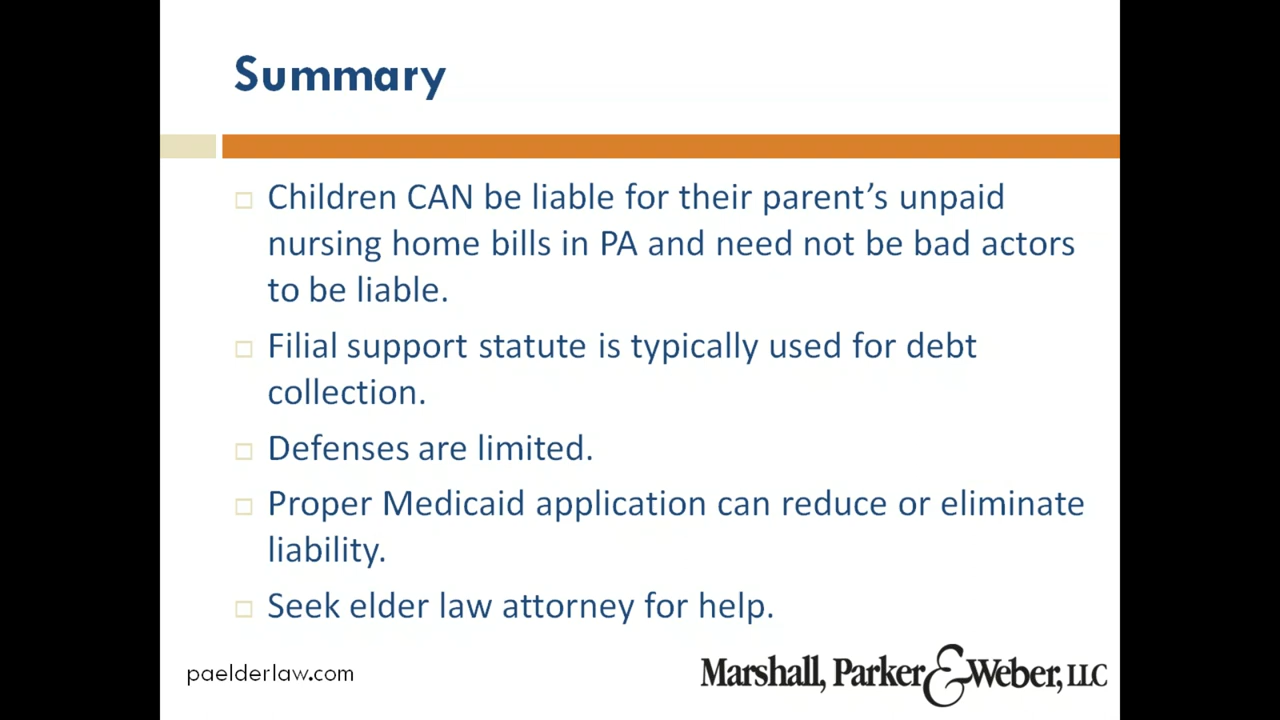 Summary
Children CAN be liable for their parent’s unpaid
nursing home bills in PA and need not be bad actors
to be liable.
Filial support statute is typically used for debt
collection.
Defenses are limited.
Proper Medicaid application can reduce or eliminate
liability.
Seek elder law attorney for help.
paelderlaw.com
Marshall, Parker & Weber, LLC